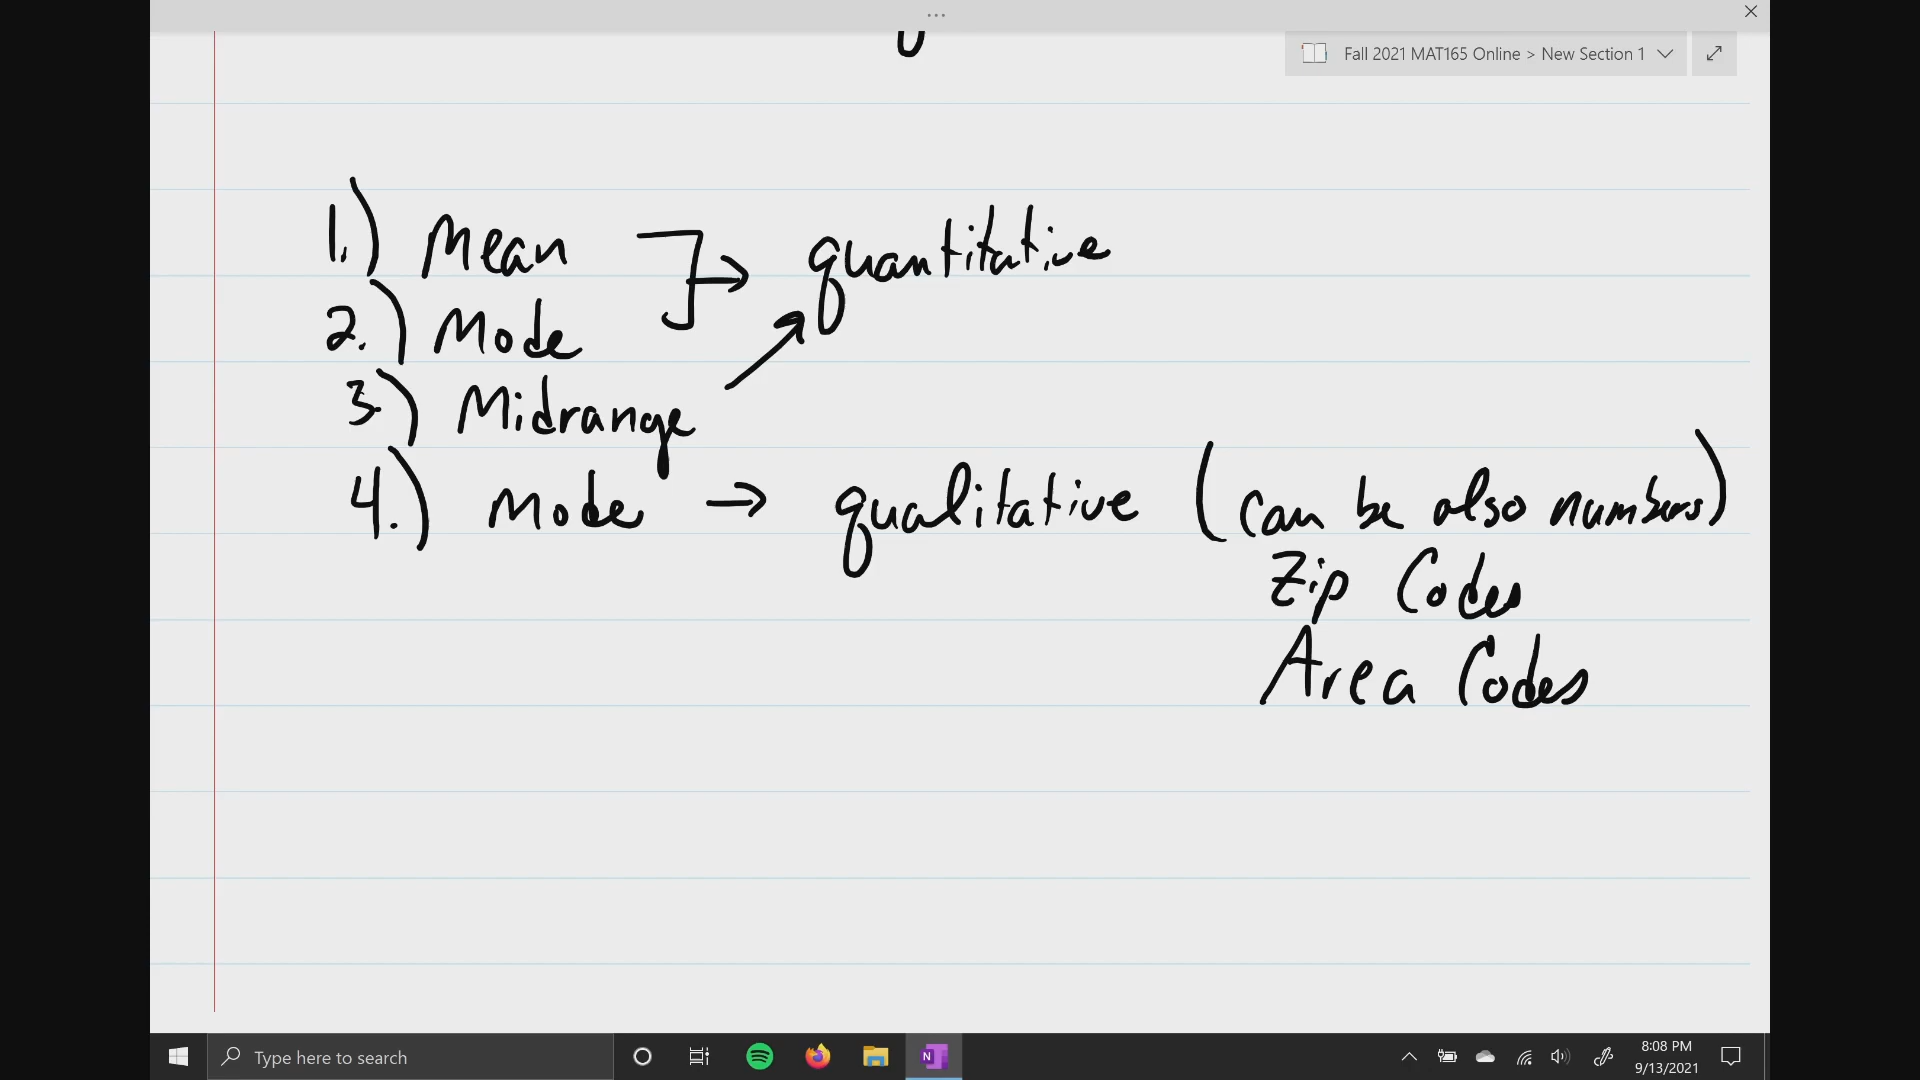 Fall 2021 MAT165 Online > New Section 1
1.) Mean → quantitative
2.) Mode
3.) Midrange
4.) Mode → qualitative (can be also numbers)
Zip Codes
Area Codes
Type here to search
8:08 PM
9/13/2021